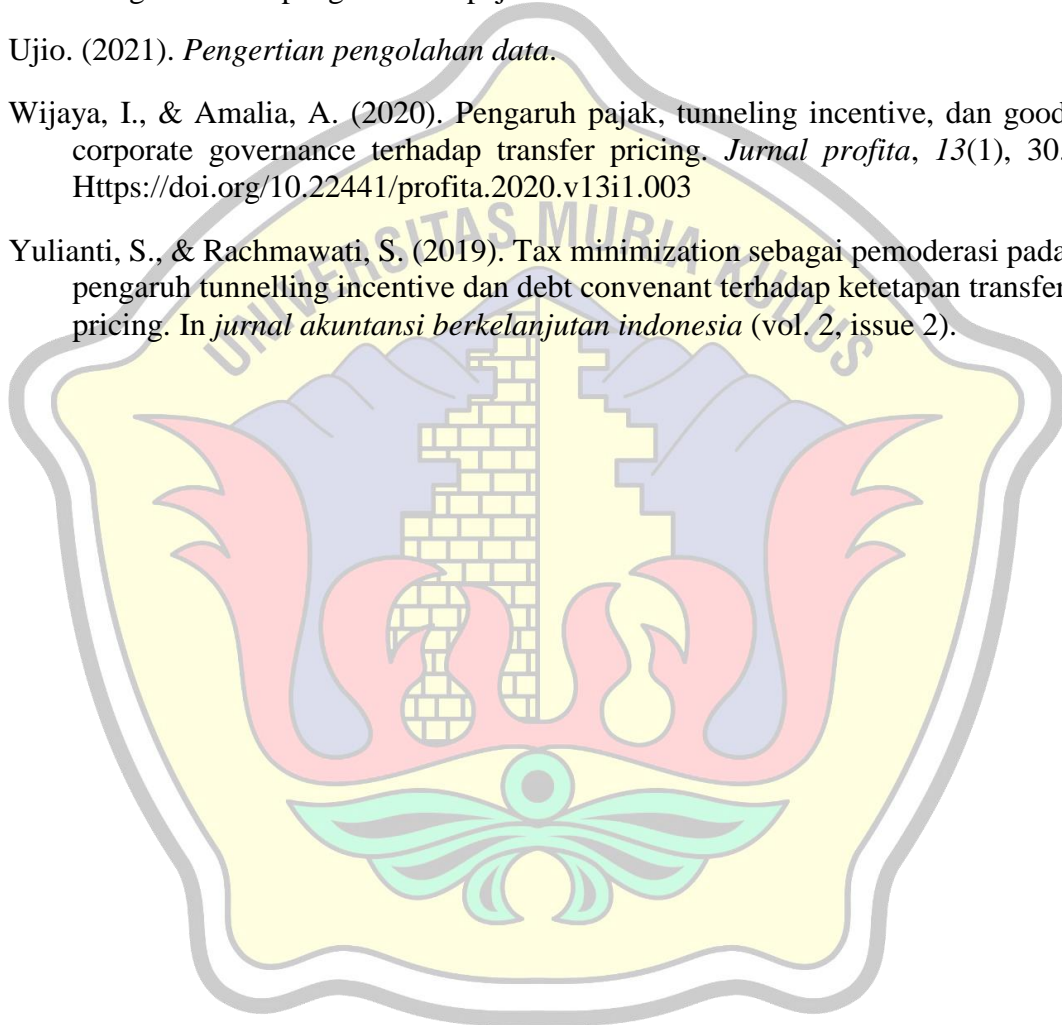 Ujio. (2021). Pengertian pengolahan data.
Wijaya, I., & Amalia, A. (2020). Pengaruh pajak, tunneling incentive, dan good
corporate governance terhadap transfer pricing. Jurnal profita, 13(1), 30.
Https://doi.org/10.22441/profita.2020.v13i1.003
UNIVERSITAS MURIA KUDUS
Yulianti, S., & Rachmawati, S. (2019). Tax minimization sebagai pemoderasi pada
pengaruh tunnelling incentive dan debt convenant terhadap ketetapan transfer
pricing. In jurnal akuntansi berkelanjutan indonesia (vol. 2, issue 2).